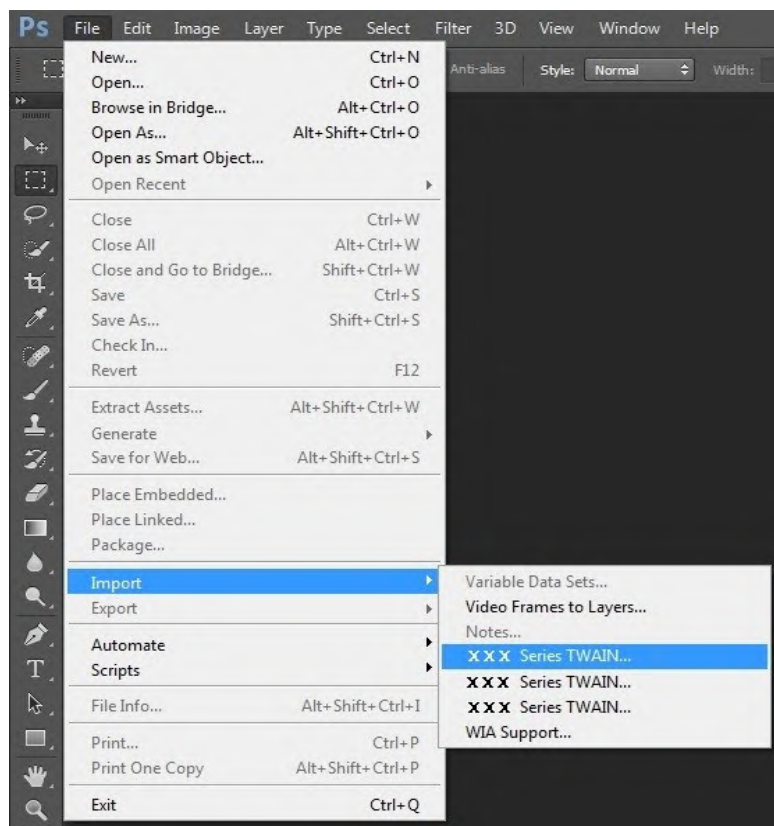 Ps File Edit Image Layer Type Select Filter 3D View Window Help
Anti-alias Style: Normal Width:
New... Ctrl+N
Open... Ctrl+O
Browse in Bridge... Alt+Ctrl+O
Open As... Alt+Shift+Ctrl+O
Open as Smart Object...
Open Recent
Close Ctrl+W
Close All Alt+Ctrl+W
Close and Go to Bridge... Shift+Ctrl+W
Save Ctrl+S
Save As... Shift+Ctrl+S
Check In...
Revert F12
Extract Assets... Alt+Shift+Ctrl+W
Generate
Save for Web... Alt+Shift+Ctrl+S
Place Embedded...
Place Linked...
Package...
Import
Export
Automate
Scripts
File Info... Alt+Shift+Ctrl+I
Print... Ctrl+P
Print One Copy Alt+Shift+Ctrl+P
Exit Ctrl+Q
Variable Data Sets...
Video Frames to Layers...
Notes...
XXX Series TWAIN...
XXX Series TWAIN...
XXX Series TWAIN...
WIA Support...